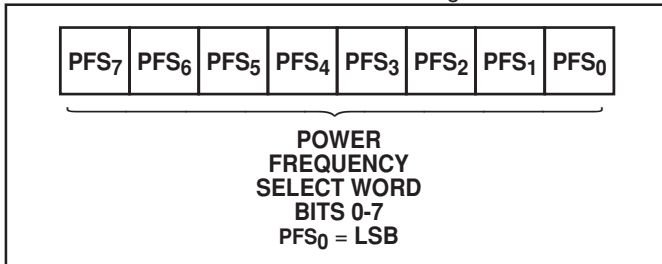 PFS7 PFS6 PFS5 PFS4 PFS3 PFS2 PFS1 PFS0
POWER
FREQUENCY
SELECT WORD
BITS 0-7
PFS0 = LSB